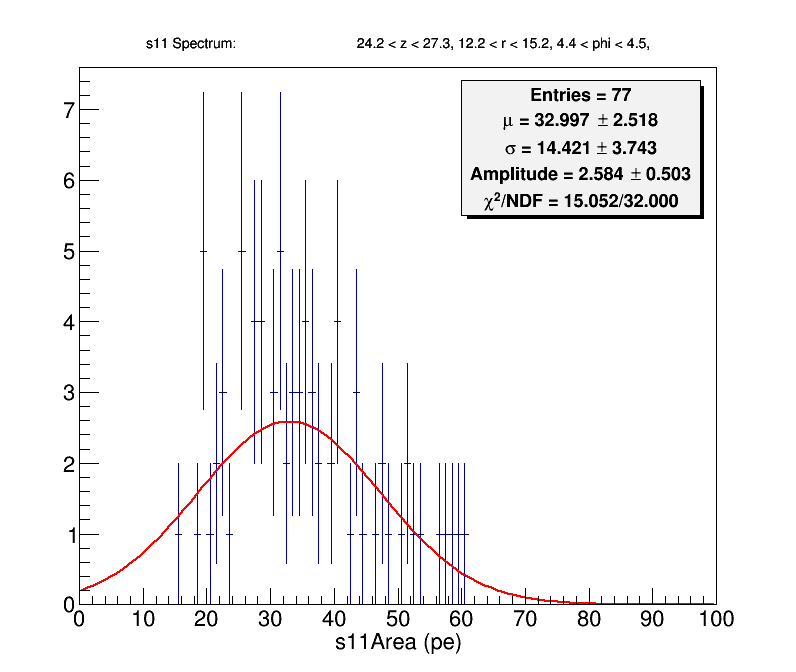 s11 Spectrum: 24.2 < z < 27.3, 12.2 < r < 15.2, 4.4 < phi < 4.5,
Entries = 77
μ = 32.997 ± 2.518
σ = 14.421 ± 3.743
Amplitude = 2.584 ± 0.503
χ²/NDF = 15.052/32.000
7
6
5
4
3
2
1
0
0 10 20 30 40 50 60 70 80 90 100
s11Area (pe)